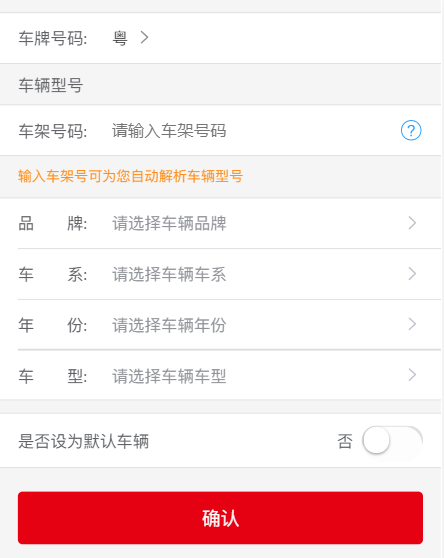 车牌号码: 粤
车辆型号
车架号码: 请输入车架号码 ?
输入车架号可为您自动解析车辆型号
品 牌: 请选择车辆品牌
车 系: 请选择车辆车系
年 份: 请选择车辆年份
车 型: 请选择车辆车型
是否设为默认车辆 否
确认